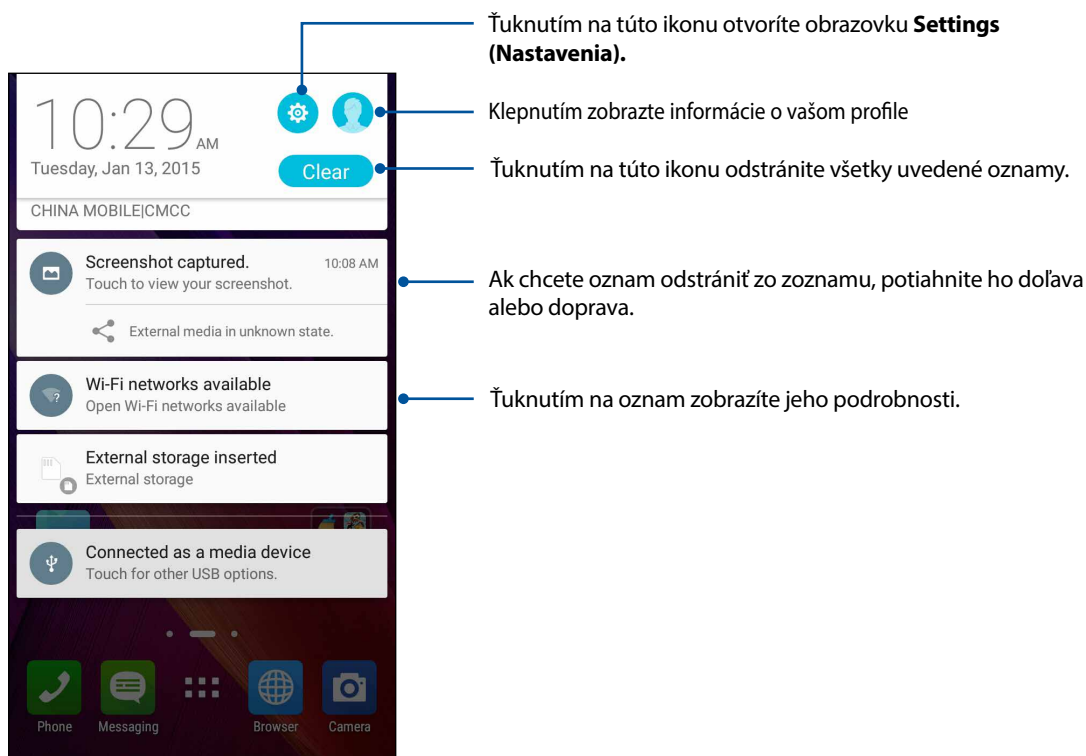 Ťuknutím na túto ikonu otvoríte obrazovku Settings
(Nastavenia).
Klepnutím zobrazte informácie o vašom profile
Ťuknutím na túto ikonu odstránite všetky uvedené oznamy.
Ak chcete oznam odstrániť zo zoznamu, potiahnite ho doľava
alebo doprava.
Ťuknutím na oznam zobrazíte jeho podrobnosti.
10:29 AM
Tuesday, Jan 13, 2015
Clear
CHINA MOBILE|CMCC
Screenshot captured. 10:08 AM
Touch to view your screenshot.
External media in unknown state.
Wi-Fi networks available
Open Wi-Fi networks available
External storage inserted
External storage
Connected as a media device
Touch for other USB options.
Phone Messaging Browser Camera